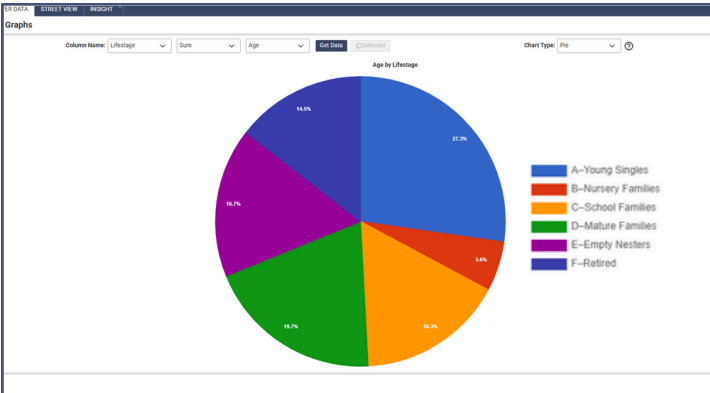 ER DATA STREET VIEW INSIGHT
Graphs
Column Name: Lifestage Sum Age Get Data Selected Chart Type: Pie ?
Age by Lifestage
14.5%
27.3%
A–Young Singles
B–Nursery Families
16.7%
C–School Families
D–Mature Families
E–Empty Nesters
5.6%
F–Retired
19.7%
16.3%